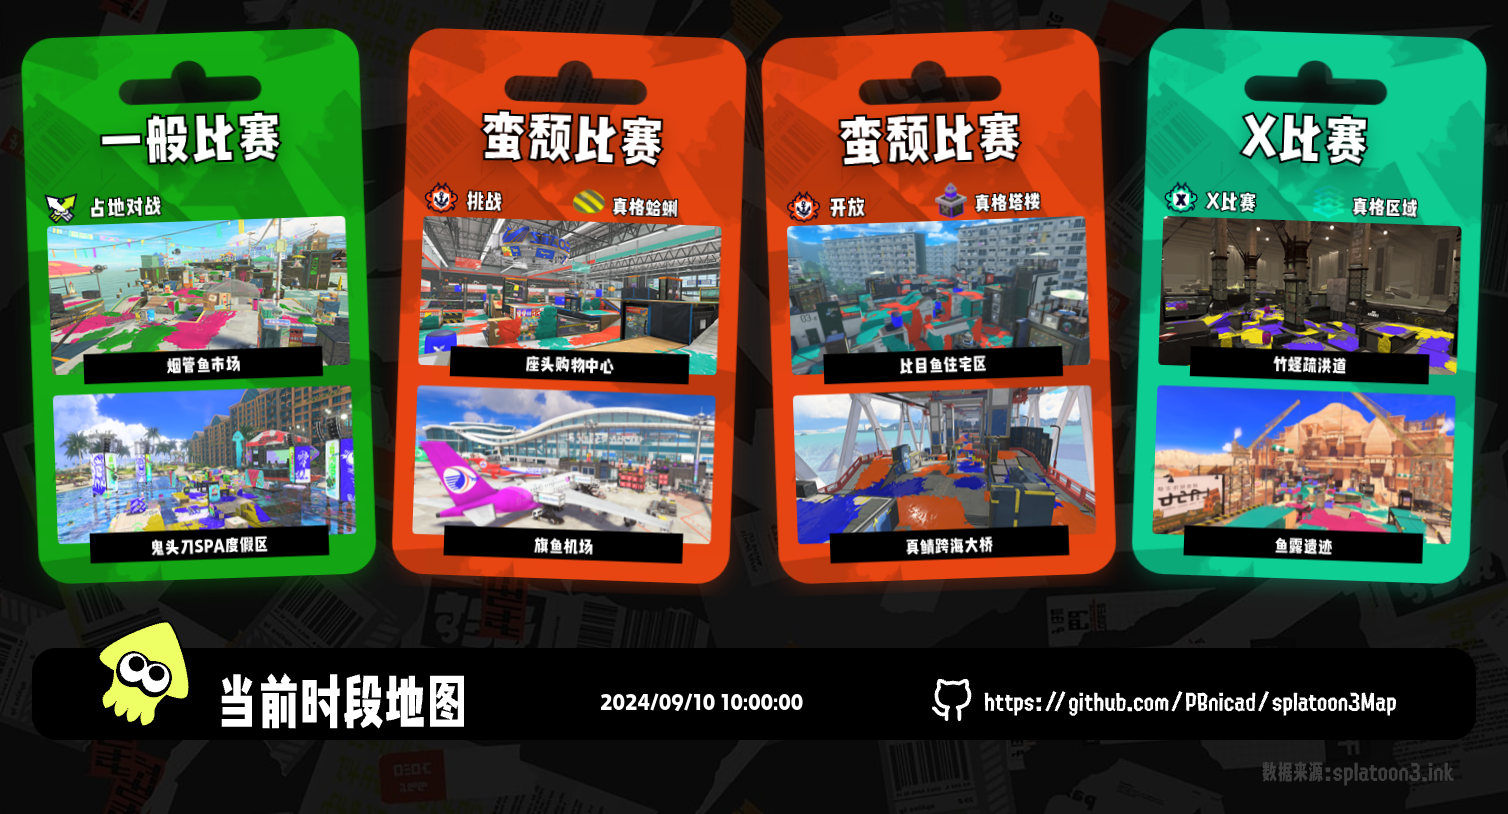 一般比赛
占地对战
烟管鱼市场
鬼头刀SPA度假区
蛮颓比赛
挑战
真格蛤蜊
座头购物中心
旗鱼机场
蛮颓比赛
开放
真格塔楼
比目鱼住宅区
真鲭跨海大桥
X比赛
X比赛
真格区域
竹蛏疏洪道
鱼露遗迹
当前时段地图
2024/09/10 10:00:00
https://github.com/PBnicad/splatoon3Map
数据来源:splatoon3.ink